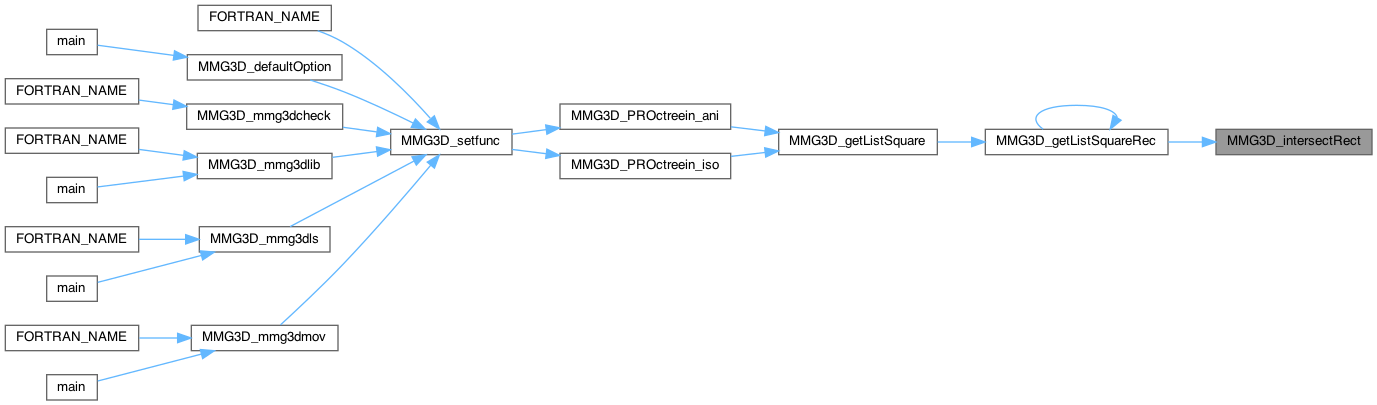 FORTRAN_NAME
main
MMG3D_defaultOption
FORTRAN_NAME
MMG3D_mmg3dcheck
MMG3D_PROctreein_ani
FORTRAN_NAME
MMG3D_setfunc
MMG3D_getListSquare
MMG3D_getListSquareRec
MMG3D_intersectRect
MMG3D_mmg3dlib
MMG3D_PROctreein_iso
main
FORTRAN_NAME
MMG3D_mmg3dls
main
FORTRAN_NAME
MMG3D_mmg3dmov
main